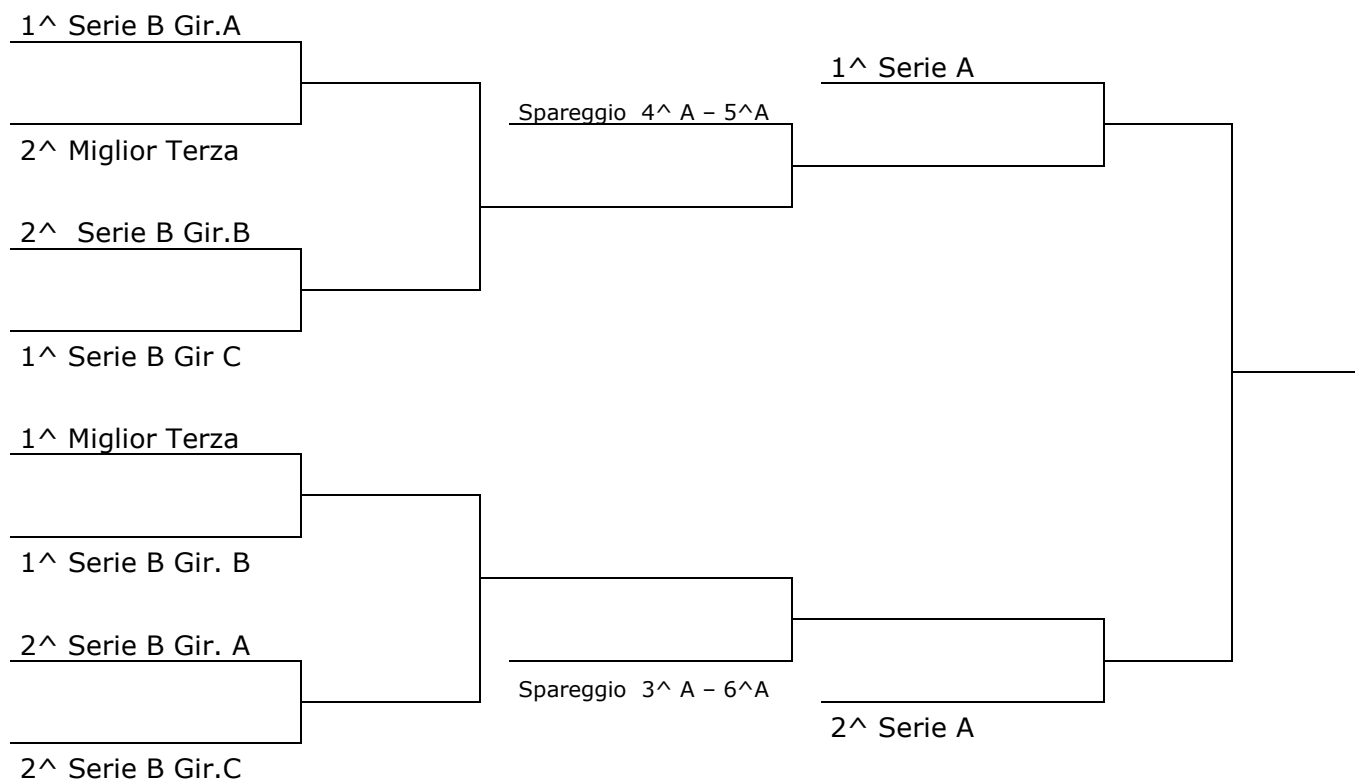 1^ Serie B Gir.A
2^ Miglior Terza
2^  Serie B Gir.B
1^ Serie B Gir C
1^ Miglior Terza
1^ Serie B Gir. B
2^ Serie B Gir. A
2^ Serie B Gir.C
Spareggio  4^ A – 5^A
Spareggio  3^ A – 6^A
1^ Serie A
2^ Serie A